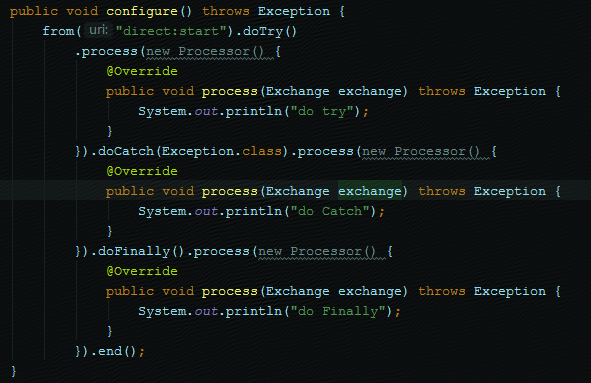 public void configure() throws Exception {
from( uri: "direct:start").doTry()
.process(new Processor() {
@Override
public void process(Exchange exchange) throws Exception {
System.out.println("do try");
}
}).doCatch(Exception.class).process(new Processor() {
@Override
public void process(Exchange exchange) throws Exception {
System.out.println("do Catch");
}
}).doFinally().process(new Processor() {
@Override
public void process(Exchange exchange) throws Exception {
System.out.println("do Finally");
}
}).end();
}